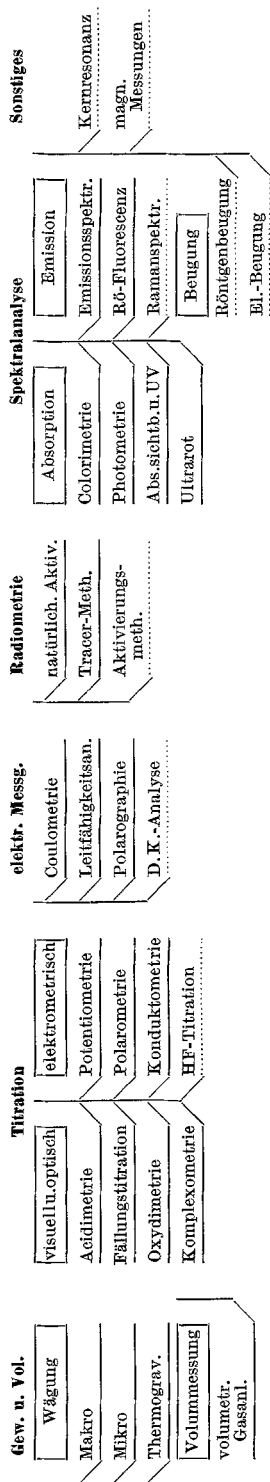 Gew. u. Vol.
Wägung
Makro
Mikro
Thermograv.
Volummessung
volumetr.
Gasanl.
Titration
visuellu.optisch
Acidimetrie
Fällungstitration
Oxydimetrie
Komplexometrie
elektrometrisch
Potentiometrie
Polarometrie
Konduktometrie
HF-Titration
elektr. Messg.
Coulometrie
Leitfähigkeitsan.
Polarographie
D.K.-Analyse
Radiometrie
natürlich. Aktiv.
Tracer-Meth.
Aktivierungs-
meth.
Spektralanalyse
Absorption
Colorimetrie
Photometrie
Abs.sichtb.u.UV
Ultrarot
Emission
Emissionsspektr.
Rö-Fluorescenz
Ramanspektr.
Beugung
Röntgenbeugung
El.-Beugung
Sonstiges
Kernresonanz
magn.
Messungen